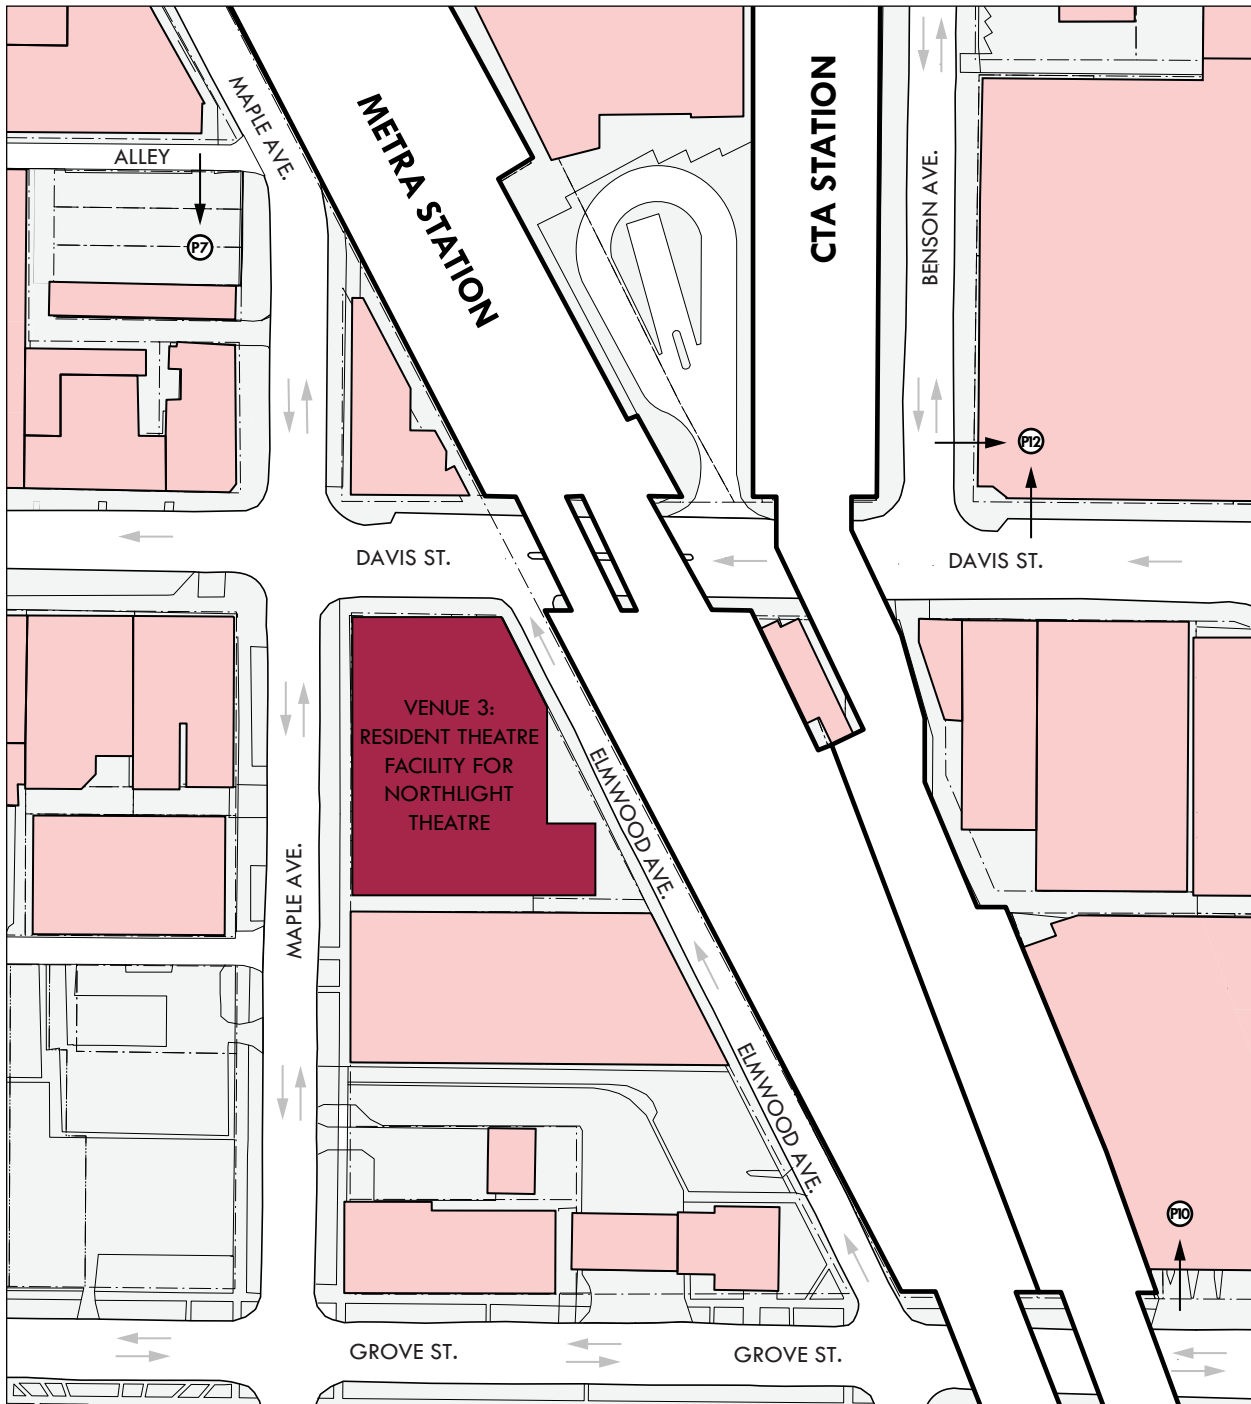 MAPLE AVE.
METRA STATION
CTA STATION
BENSON AVE.
ALLEY
P7
P12
DAVIS ST.
DAVIS ST.
VENUE 3:
RESIDENT THEATRE
FACILITY FOR
NORTHLIGHT
THEATRE
ELMWOOD AVE.
MAPLE AVE.
ELMWOOD AVE.
P10
GROVE ST.
GROVE ST.